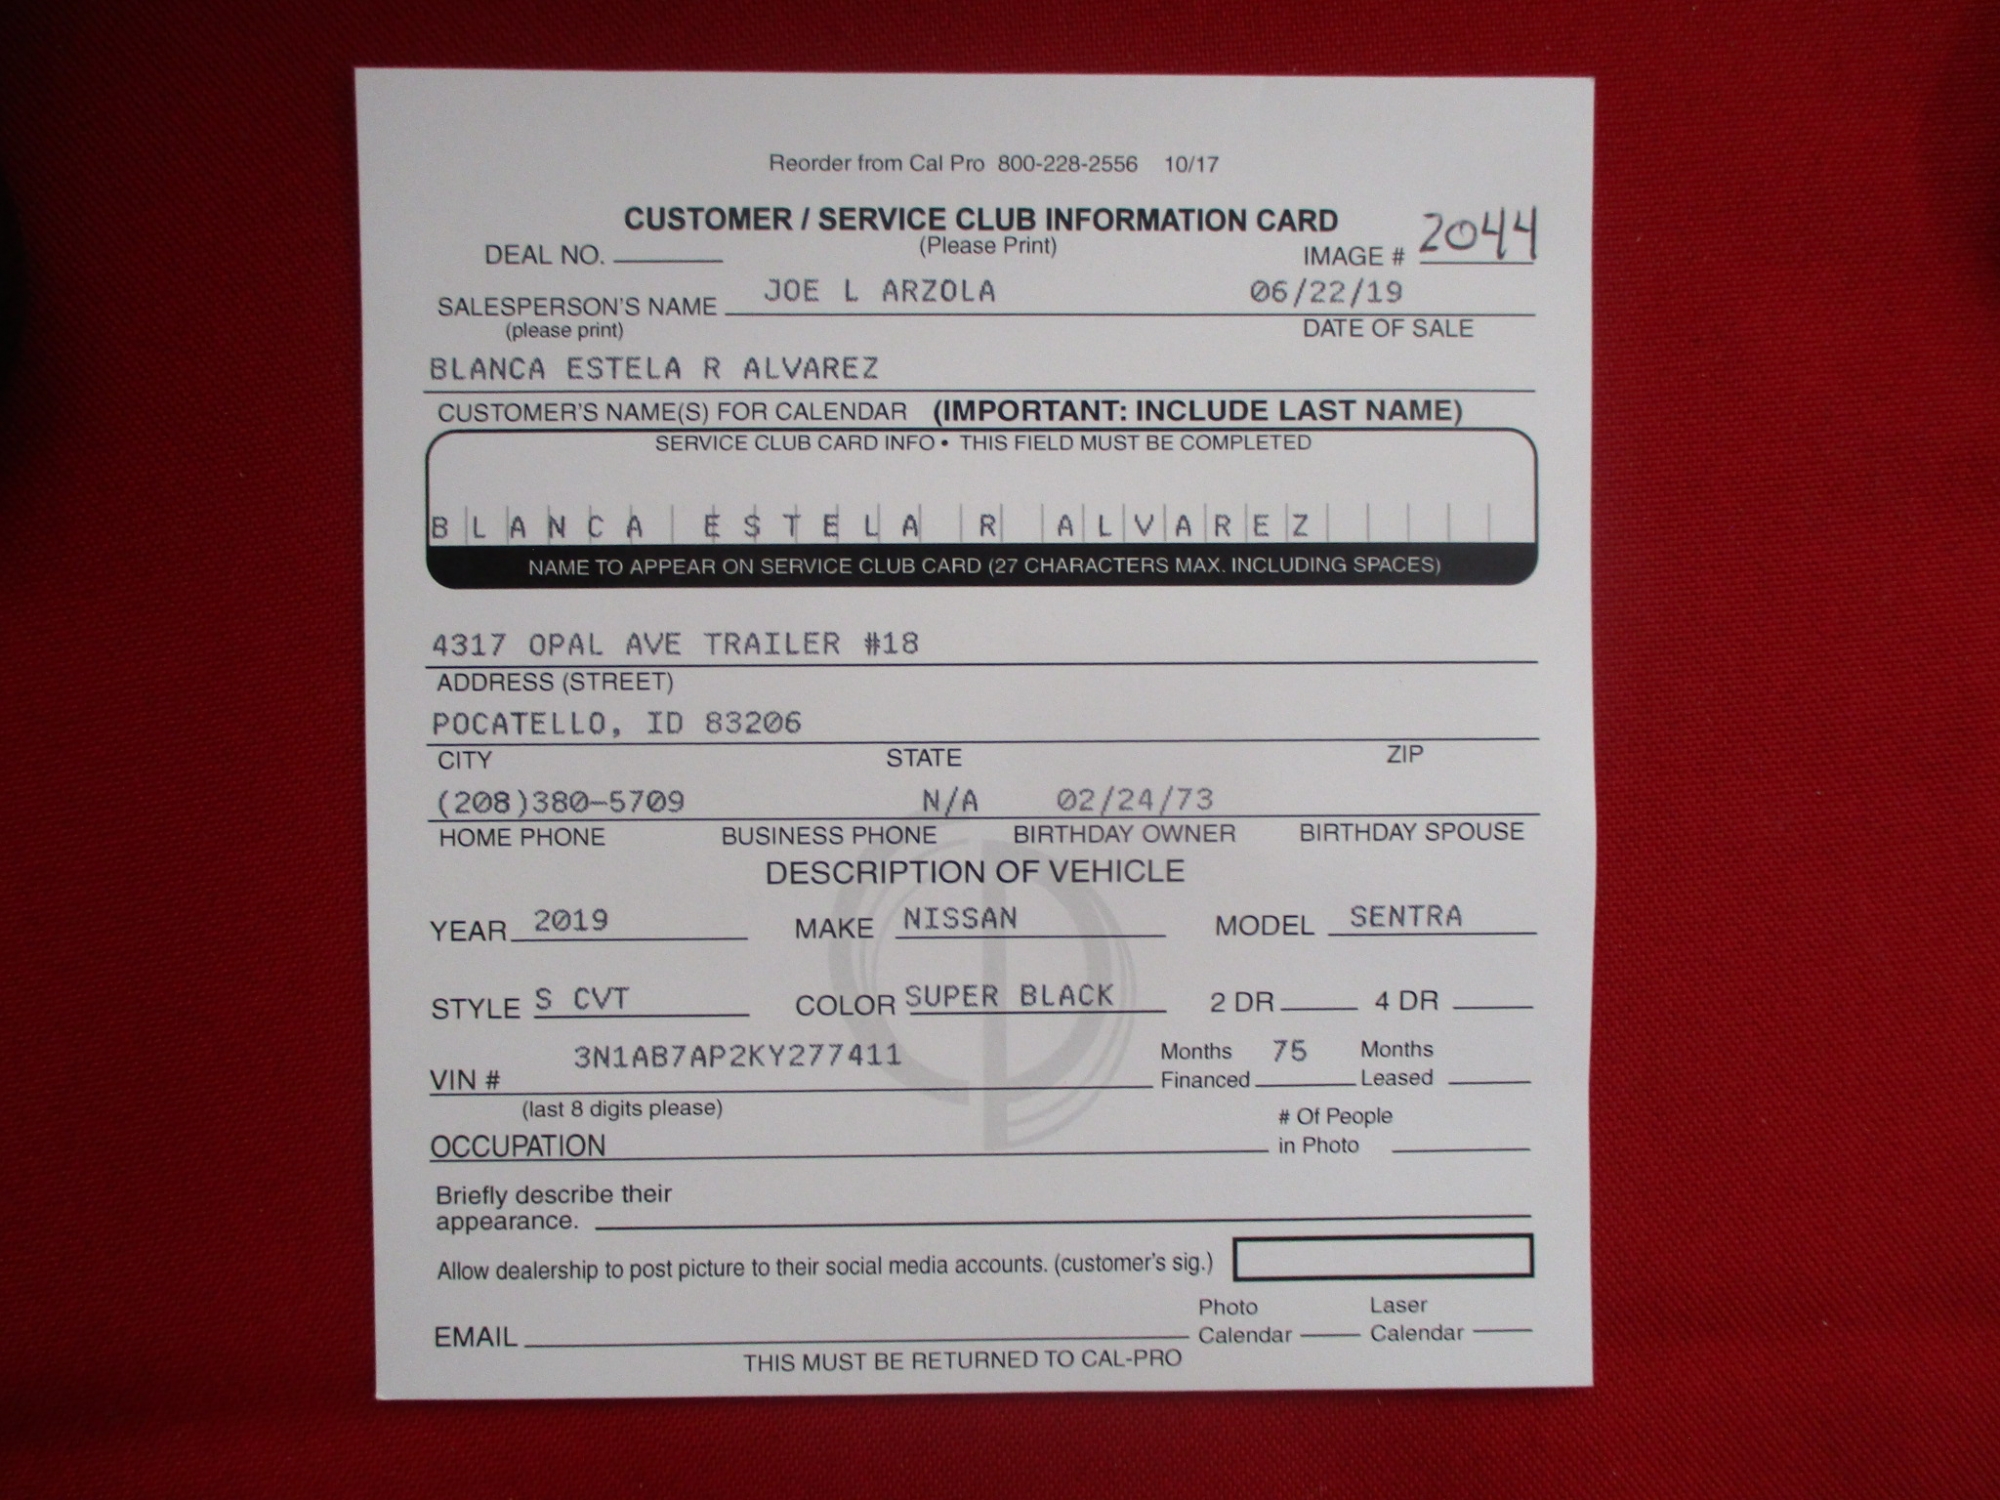 Reorder from Cal Pro 800-228-2556 10/17
CUSTOMER / SERVICE CLUB INFORMATION CARD
(Please Print)
DEAL NO. IMAGE # 2044
SALESPERSON'S NAME JOE L ARZOLA 06/22/19
(please print) DATE OF SALE
BLANCA ESTELA R ALVAREZ
CUSTOMER'S NAME(S) FOR CALENDAR (IMPORTANT: INCLUDE LAST NAME)
SERVICE CLUB CARD INFO • THIS FIELD MUST BE COMPLETED
BLANCA ESTELA R ALVAREZ
NAME TO APPEAR ON SERVICE CLUB CARD (27 CHARACTERS MAX. INCLUDING SPACES)
4317 OPAL AVE TRAILER #18
ADDRESS (STREET)
POCATELLO, ID 83206
CITY STATE ZIP
(208)380-5709 N/A 02/24/73
HOME PHONE BUSINESS PHONE BIRTHDAY OWNER BIRTHDAY SPOUSE
DESCRIPTION OF VEHICLE
YEAR 2019 MAKE NISSAN MODEL SENTRA
STYLE S CVT COLOR SUPER BLACK 2 DR 4 DR
VIN # 3N1AB7AP2KY277411 Months Financed 75 Months Leased
(last 8 digits please)
OCCUPATION # Of People in Photo
Briefly describe their
appearance.
Allow dealership to post picture to their social media accounts. (customer's sig.)
EMAIL Photo Calendar Laser Calendar
THIS MUST BE RETURNED TO CAL-PRO